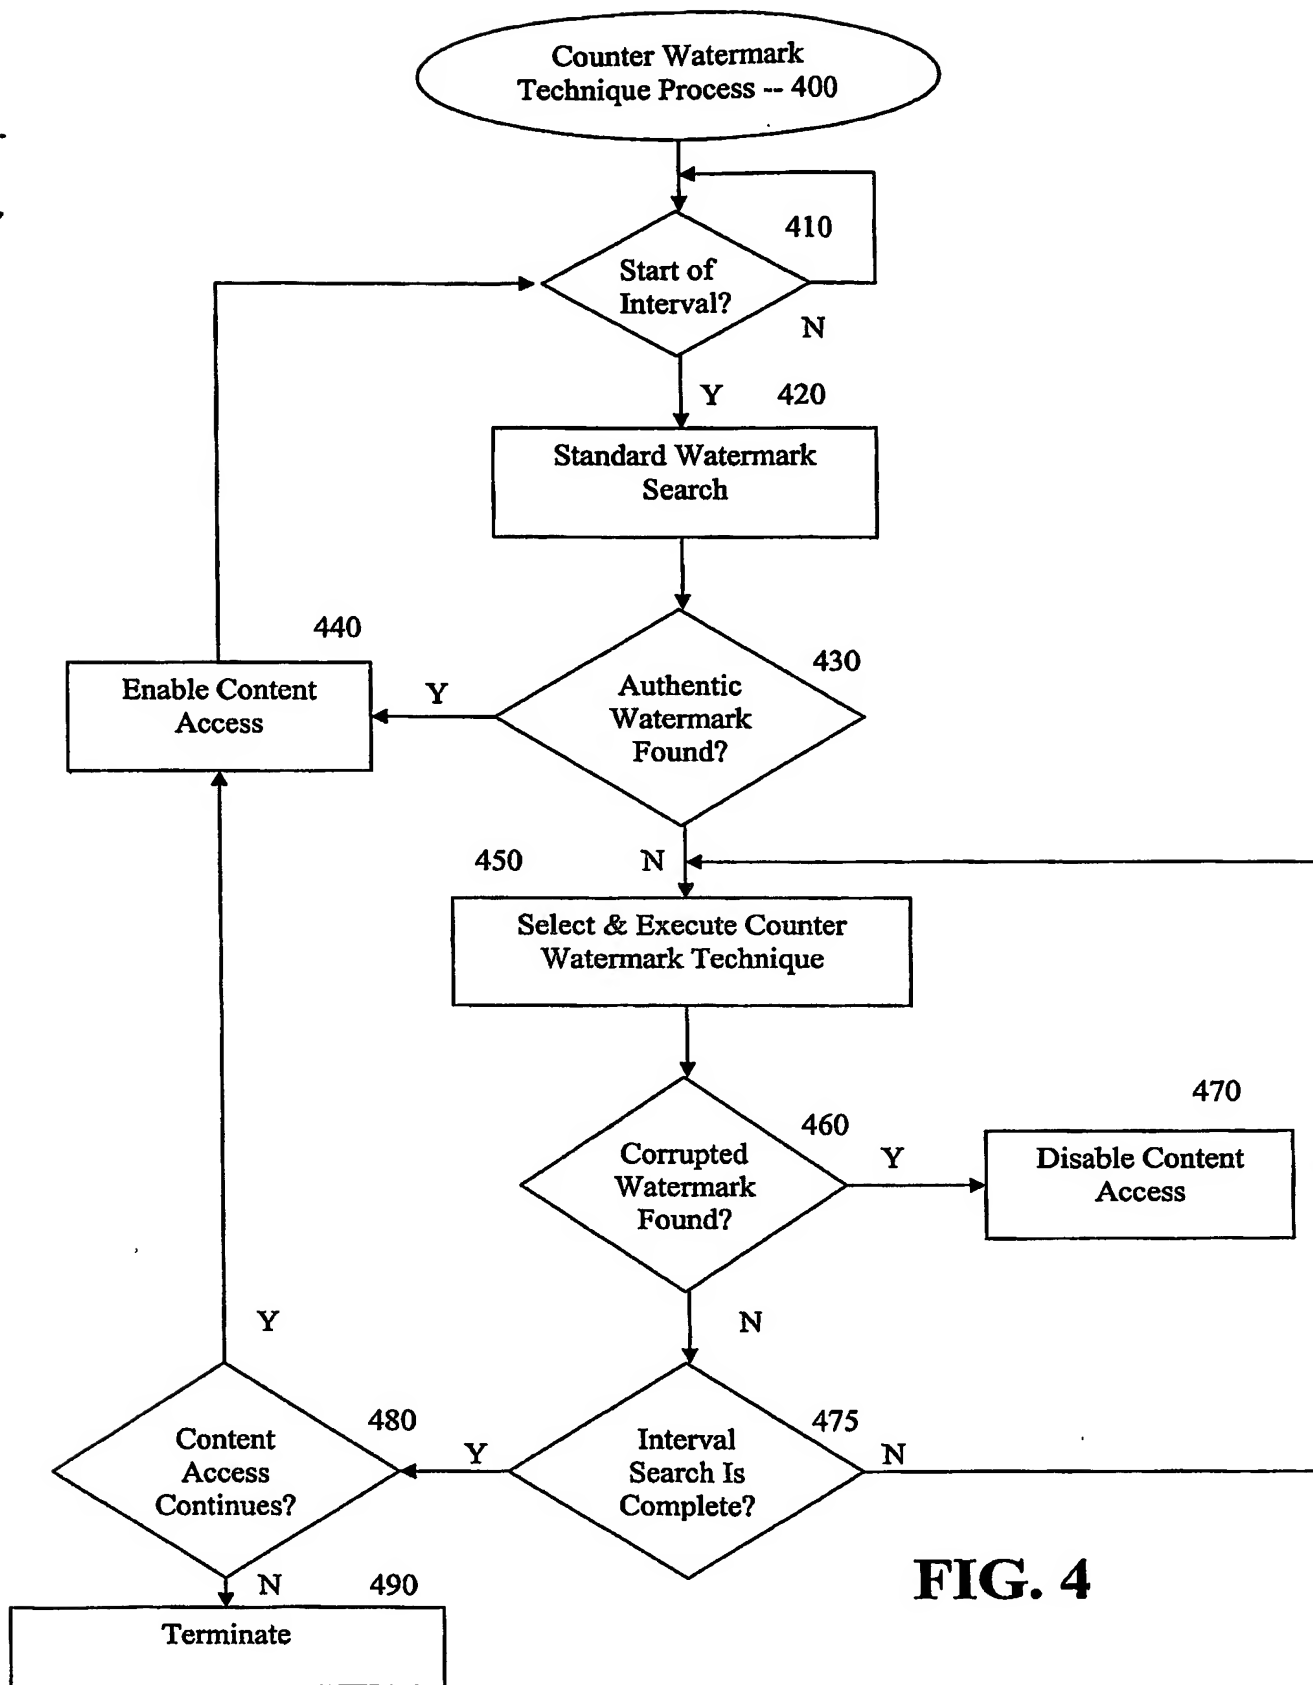 Counter Watermark
Technique Process -- 400
410
Start of
Interval?
N
Y
420
Standard Watermark
Search
440
430
Enable Content
Access
Y
Authentic
Watermark
Found?
450
N
Select & Execute Counter
Watermark Technique
470
460
Corrupted
Watermark
Found?
Y
Disable Content
Access
Y
N
480
475
Content
Access
Continues?
Y
Interval
Search Is
Complete?
N
FIG. 4
N
490
Terminate